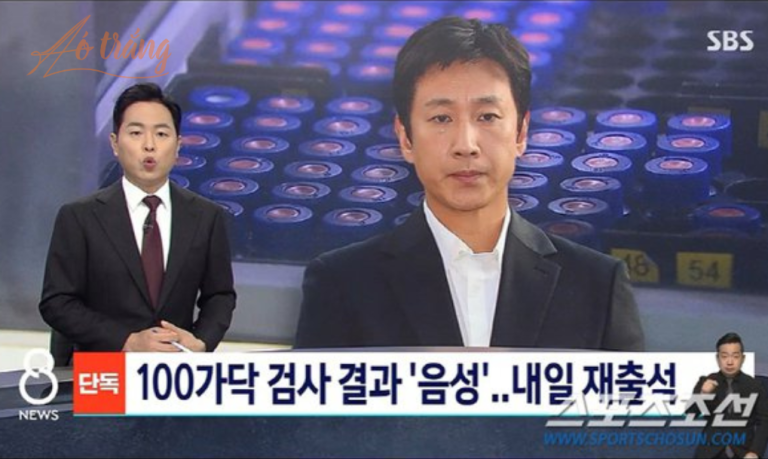 Áo trắng
SBS
48
54
8
NEWS
단독
100가닥 검사 결과 '음성'..내일 재출석
스포츠조선
WWW.SPORTSCHOSUN.COM